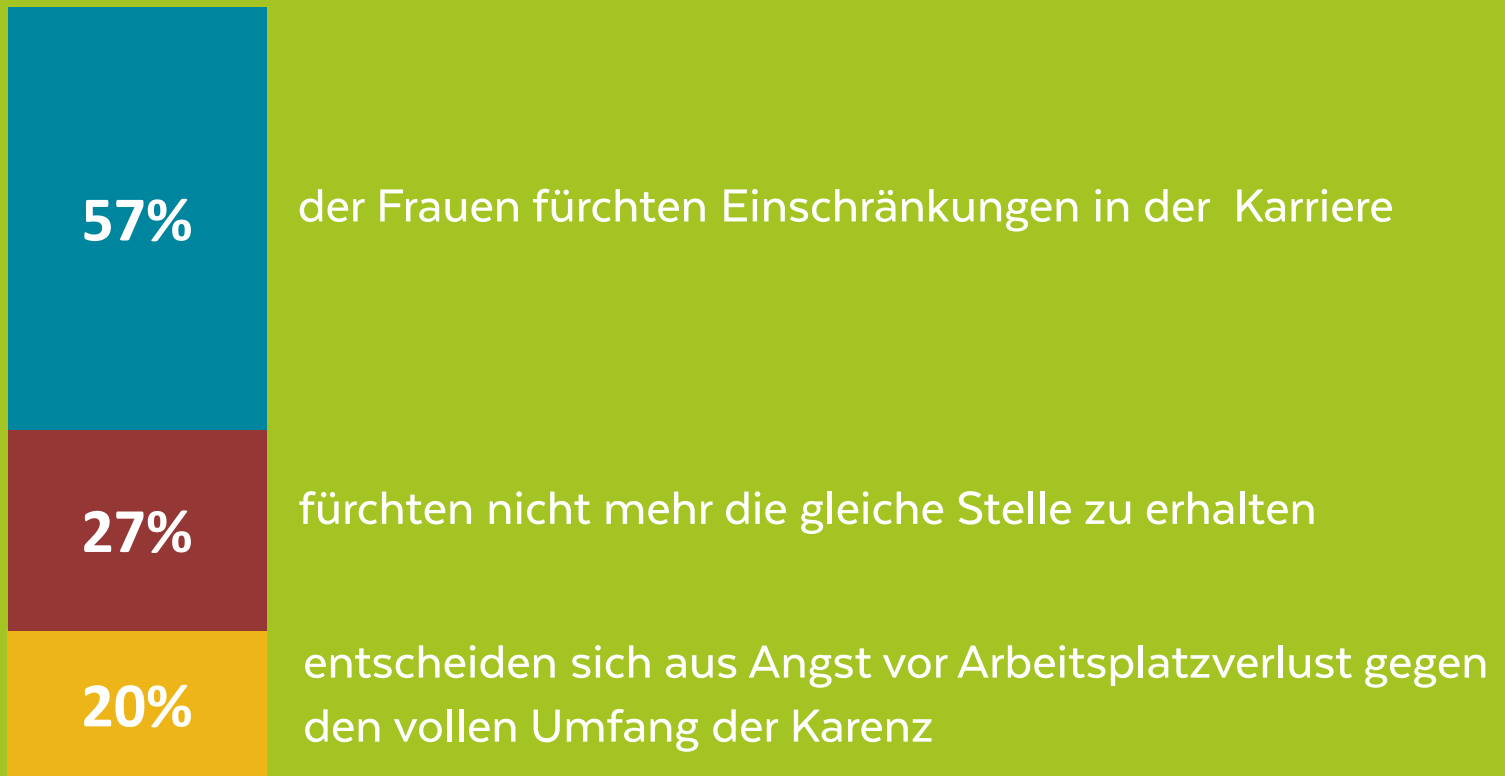 57%
der Frauen fürchten Einschränkungen in der  Karriere
27%
fürchten nicht mehr die gleiche Stelle zu erhalten
20%
entscheiden sich aus Angst vor Arbeitsplatzverlust gegen
den vollen Umfang der Karenz